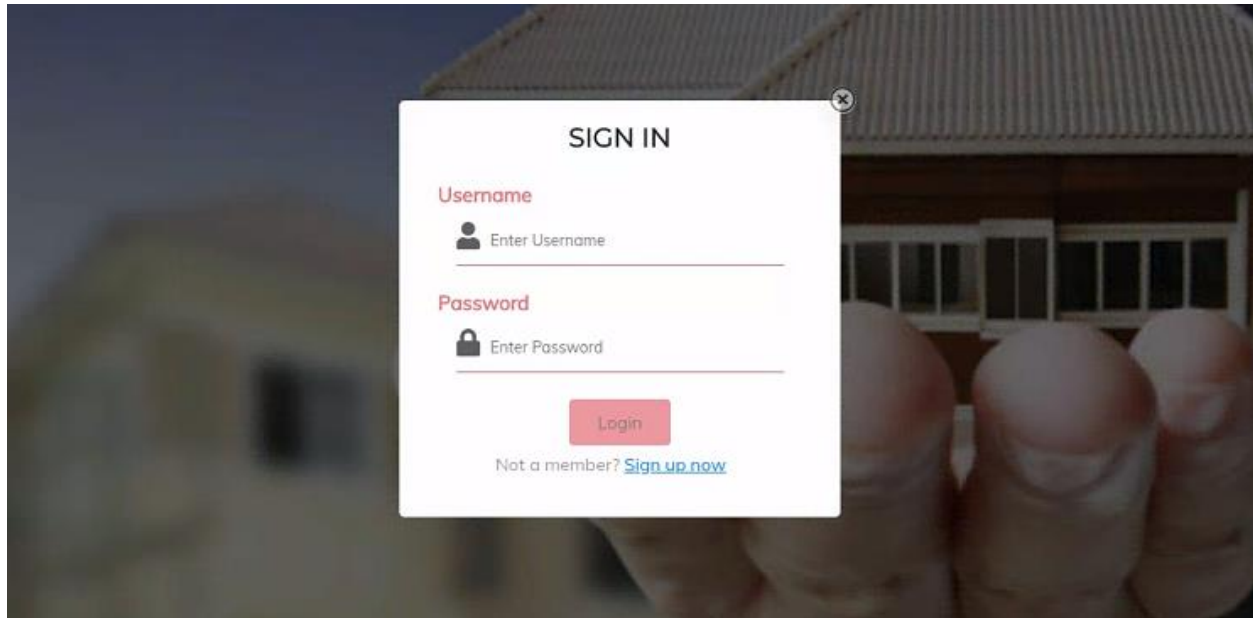 SIGN IN
Username
Enter Username
Password
Enter Password
Login
Not a member? Sign up now